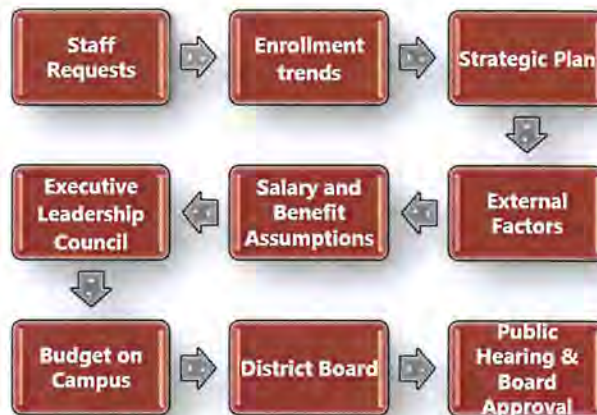 Staff
Requests
Enrollment
trends
Strategic Plan
External
Factors
Salary and
Benefit
Assumptions
Executive
Leadership
Council
Budget on
Campus
District Board
Public
Hearing &
Board
Approval